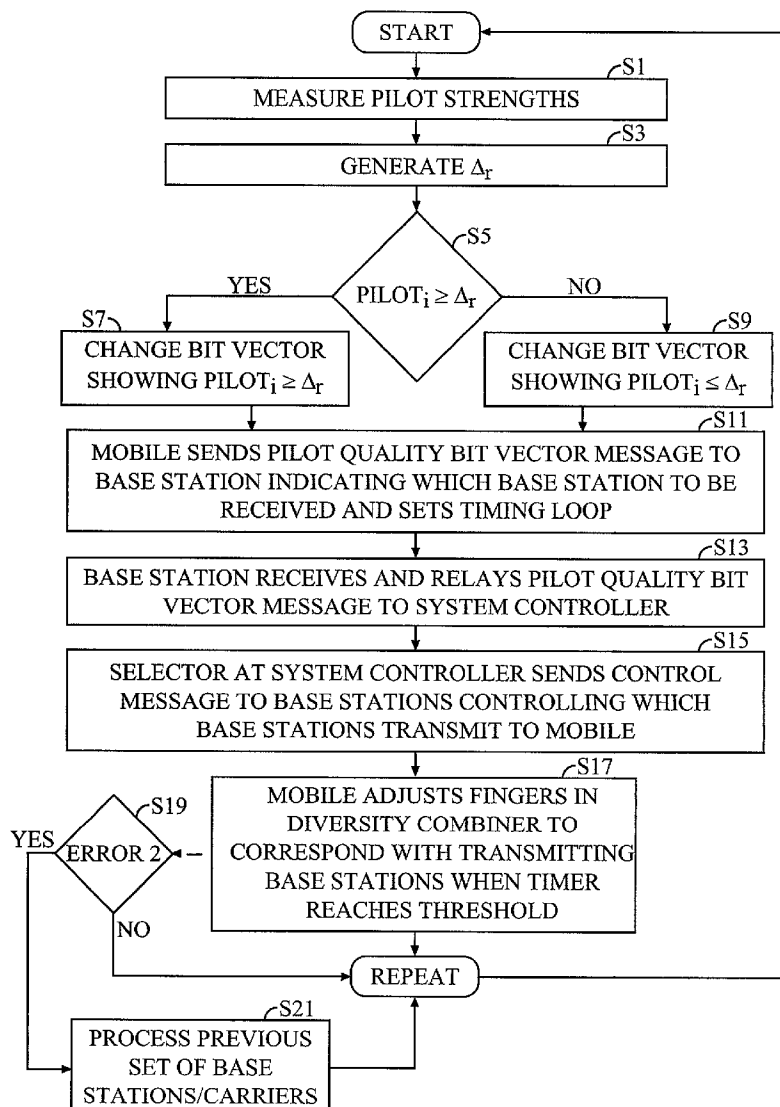 START
S1
MEASURE PILOT STRENGTHS
S3
GENERATE Δr
S5
PILOTi ≥ Δr
YES
NO
S7
CHANGE BIT VECTOR
SHOWING PILOTi ≥ Δr
S9
CHANGE BIT VECTOR
SHOWING PILOTi ≤ Δr
S11
MOBILE SENDS PILOT QUALITY BIT VECTOR MESSAGE TO
BASE STATION INDICATING WHICH BASE STATION TO BE
RECEIVED AND SETS TIMING LOOP
S13
BASE STATION RECEIVES AND RELAYS PILOT QUALITY BIT
VECTOR MESSAGE TO SYSTEM CONTROLLER
S15
SELECTOR AT SYSTEM CONTROLLER SENDS CONTROL
MESSAGE TO BASE STATIONS CONTROLLING WHICH
BASE STATIONS TRANSMIT TO MOBILE
S17
MOBILE ADJUSTS FINGERS IN
DIVERSITY COMBINER TO
CORRESPOND WITH TRANSMITTING
BASE STATIONS WHEN TIMER
REACHES THRESHOLD
S19
ERROR 2
YES
NO
REPEAT
S21
PROCESS PREVIOUS
SET OF BASE
STATIONS/CARRIERS